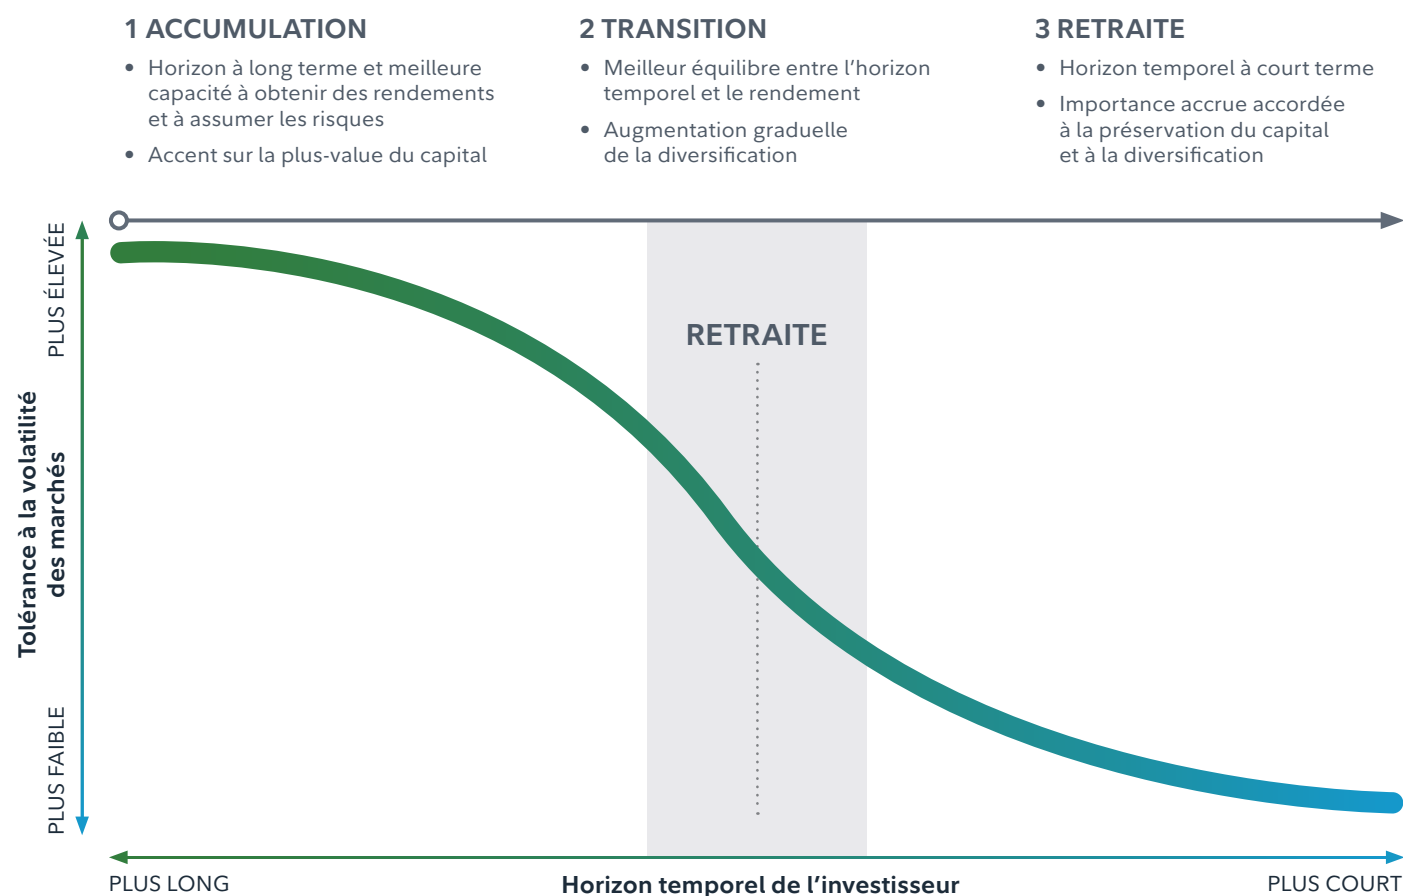 1 ACCUMULATION
• Horizon à long terme et meilleure
capacité à obtenir des rendements
et à assumer les risques
• Accent sur la plus-value du capital
2 TRANSITION
• Meilleur équilibre entre l’horizon
temporel et le rendement
• Augmentation graduelle
de la diversification
3 RETRAITE
• Horizon temporel à court terme
• Importance accrue accordée
à la préservation du capital
et à la diversification
PLUS ÉLEVÉE
Tolérance à la volatilité
des marchés
PLUS FAIBLE
RETRAITE
PLUS LONG
Horizon temporel de l’investisseur
PLUS COURT